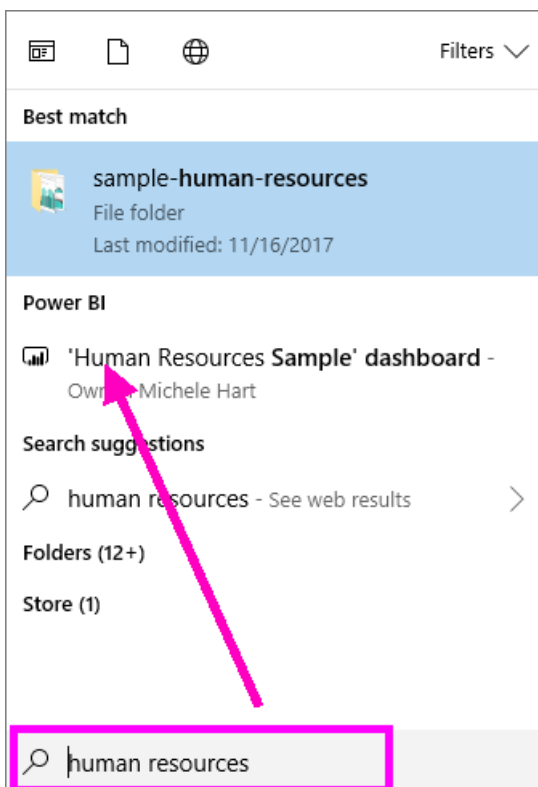 Filters
Best match
sample-human-resources
File folder
Last modified: 11/16/2017
Power BI
'Human Resources Sample' dashboard -
Michele Hart
Search suggestions
human resources - See web results
Folders (12+)
Store (1)
human resources